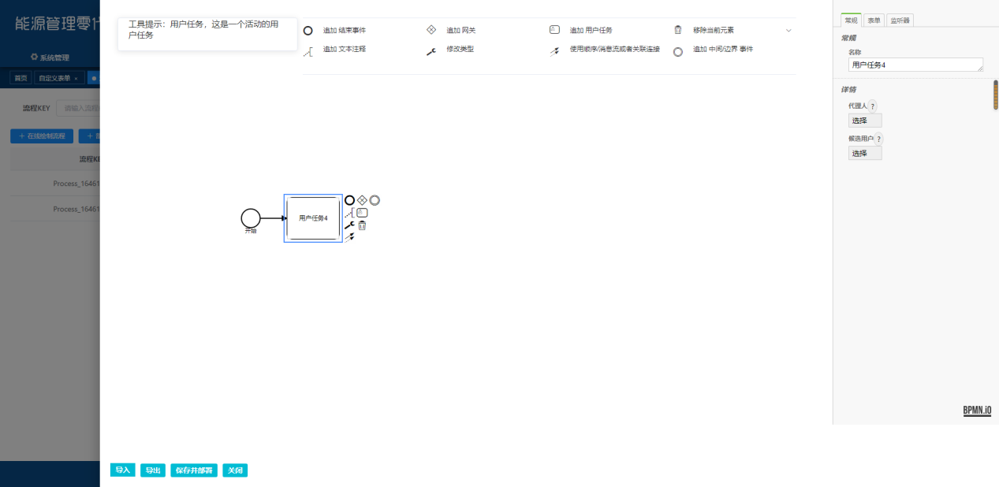 能源管理零
系统管理
首页
自定义表单 ×
流程KEY
请输入流程
+ 在线绘制流程
+
流程KE
Process_16461
Process_16461
工具提示：用户任务，这是一个活动的用
户任务
追加 结束事件
追加 网关
追加 用户任务
移除当前元素
追加 文本注释
修改类型
使用顺序/消息流或者关联连接
追加 中间/边界 事件
开始
用户任务4
常规
表单
监听器
常规
名称
用户任务4
详情
代理人 ?
选择
候选用户 ?
选择
BPMN.iO
导入
导出
保存并部署
关闭